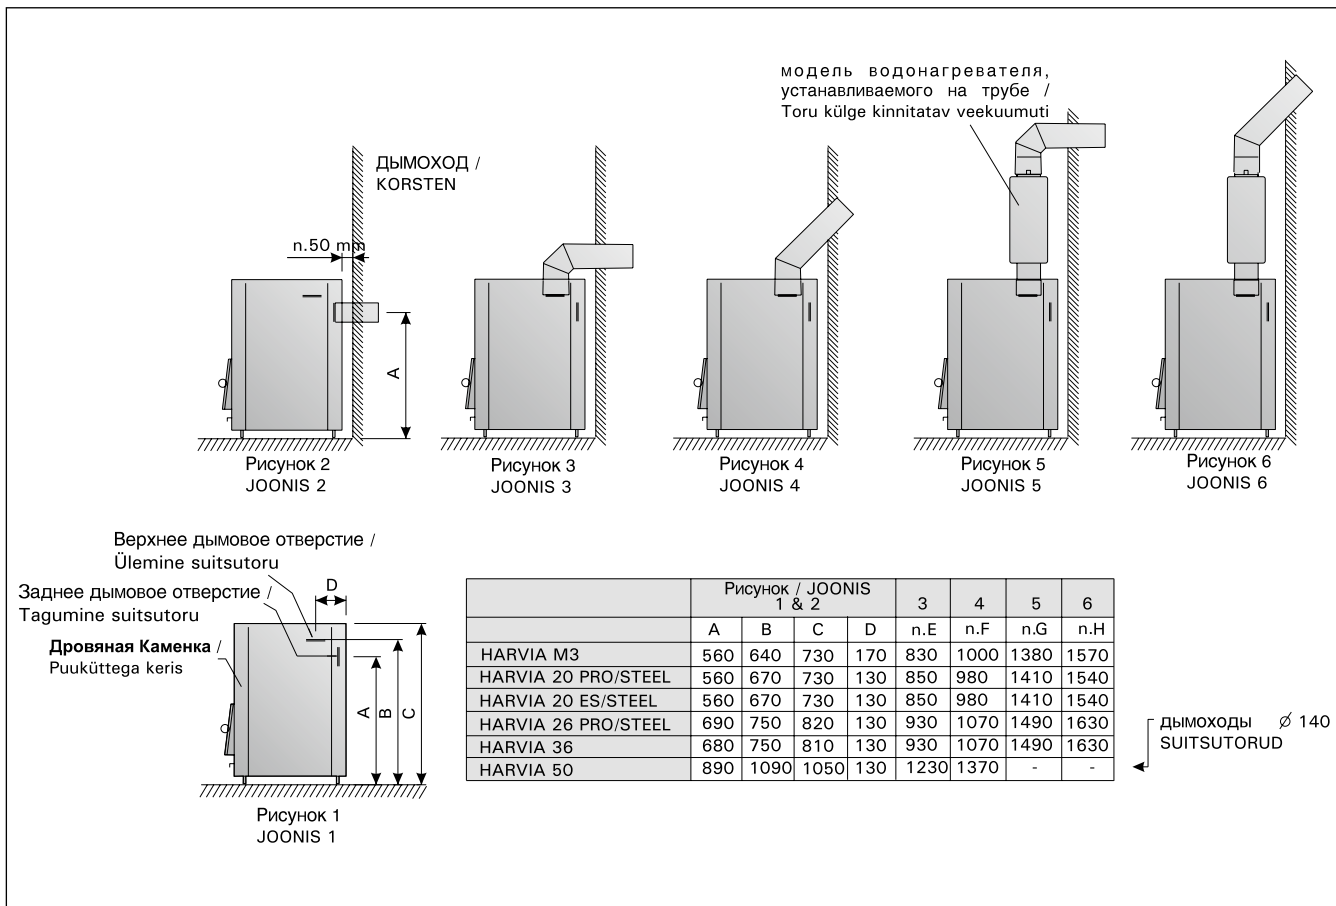 модель водонагревателя,
устанавливаемого на трубе /
Toru külge kinnitatav veekuumuti
ДЫМОХОД /
KORSTEN
n.50 mm
A
Рисунок 2
JOONIS 2
Рисунок 3
JOONIS 3
Рисунок 4
JOONIS 4
Рисунок 5
JOONIS 5
Рисунок 6
JOONIS 6
Верхнее дымовое отверстие /
Ülemine suitsutoru
D
Заднее дымовое отверстие /
Tagumine suitsutoru
Дровяная Каменка /
Puuküttega keris
A
B
C
Рисунок 1
JOONIS 1
Рисунок / JOONIS
1 & 2 3 4 5 6
A B C D n.E n.F n.G n.H
HARVIA M3 560 640 730 170 830 1000 1380 1570
HARVIA 20 PRO/STEEL 560 670 730 130 850 980 1410 1540
HARVIA 20 ES/STEEL 560 670 730 130 850 980 1410 1540
HARVIA 26 PRO/STEEL 690 750 820 130 930 1070 1490 1630
HARVIA 36 680 750 810 130 930 1070 1490 1630
HARVIA 50 890 1090 1050 130 1230 1370 - -
дымоходы ∅ 140
SUITSUTORUD